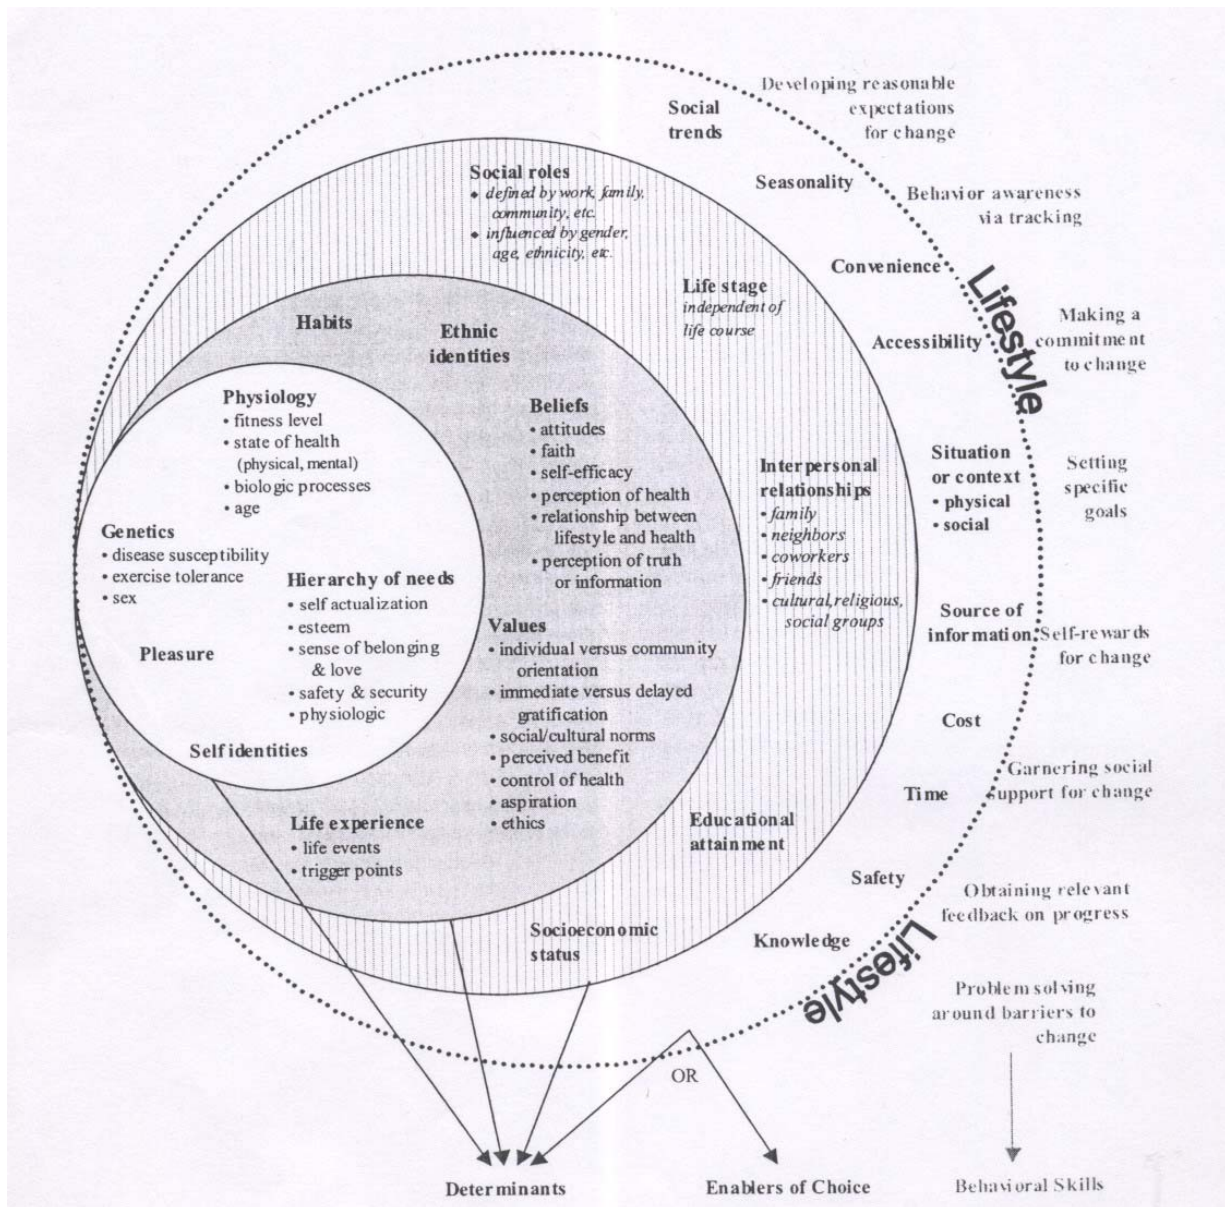 Developing reasonable
expectations
for change
Social
trends
Seasonality
Behavior awareness
via tracking
Convenience
Lifestyle
Making a
commitment
to change
Accessibility
Social roles
◆ defined by work, family,
community, etc.
◆ influenced by gender,
age, ethnicity, etc.
Life stage
independent of
life course
Habits
Ethnic
identities
Physiology
• fitness level
• state of health
(physical, mental)
• biologic processes
• age
Beliefs
• attitudes
• faith
• self-efficacy
• perception of health
• relationship between
lifestyle and health
• perception of truth
or information
Interpersonal
relationships
• family
• neighbors
• coworkers
• friends
• cultural, religious,
social groups
Situation
or context
• physical
• social
Setting
specific
goals
Genetics
• disease susceptibility
• exercise tolerance
• sex
Hierarchy of needs
• self actualization
• esteem
• sense of belonging
& love
• safety & security
• physiologic
Pleasure
Self identities
Values
• individual versus community
orientation
• immediate versus delayed
gratification
• social/cultural norms
• perceived benefit
• control of health
• aspiration
• ethics
Source of
information
Self-rewards
for change
Cost
Garnering social
support for change
Time
Life experience
• life events
• trigger points
Educational
attainment
Safety
Obtaining relevant
feedback on progress
Socioeconomic
status
Knowledge
Lifestyle
Problem solving
around barriers to
change
OR
Determinants
Enablers of Choice
Behavioral Skills